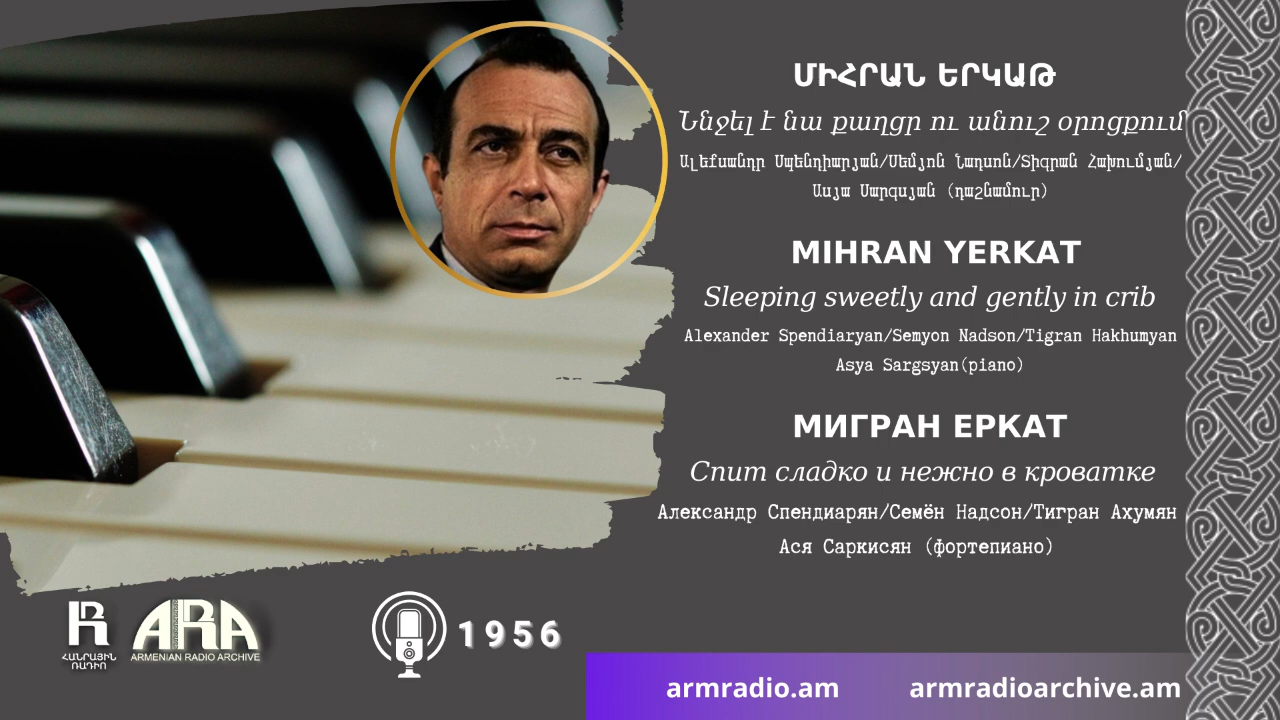 ՄԻՀՐԱՆ ԵՐԿԱԹ
Ննջել է նա քաղցր ու անուշ օրոցքում
Ալեքսանդր Սպենդիարյան/Սեմյոն Նադսոն/Տիգրան Հախումյան/
Ասյա Սարգսյան (դաշնամուր)
MIHRAN YERKAT
Sleeping sweetly and gently in crib
Alexander Spendiaryan/Semyon Nadson/Tigran Hakhumyan
Asya Sargsyan(piano)
МИГРАН ЕРКАТ
Спит сладко и нежно в кроватке
Александр Спендиарян/Семён Надсон/Тигран Ахумян
Ася Саркисян (фортепиано)
ՀԱՆՐԱՅԻՆ
ՌԱԴԻՈ
ARA
ARMENIAN RADIO ARCHIVE
1956
armradio.am armradioarchive.am